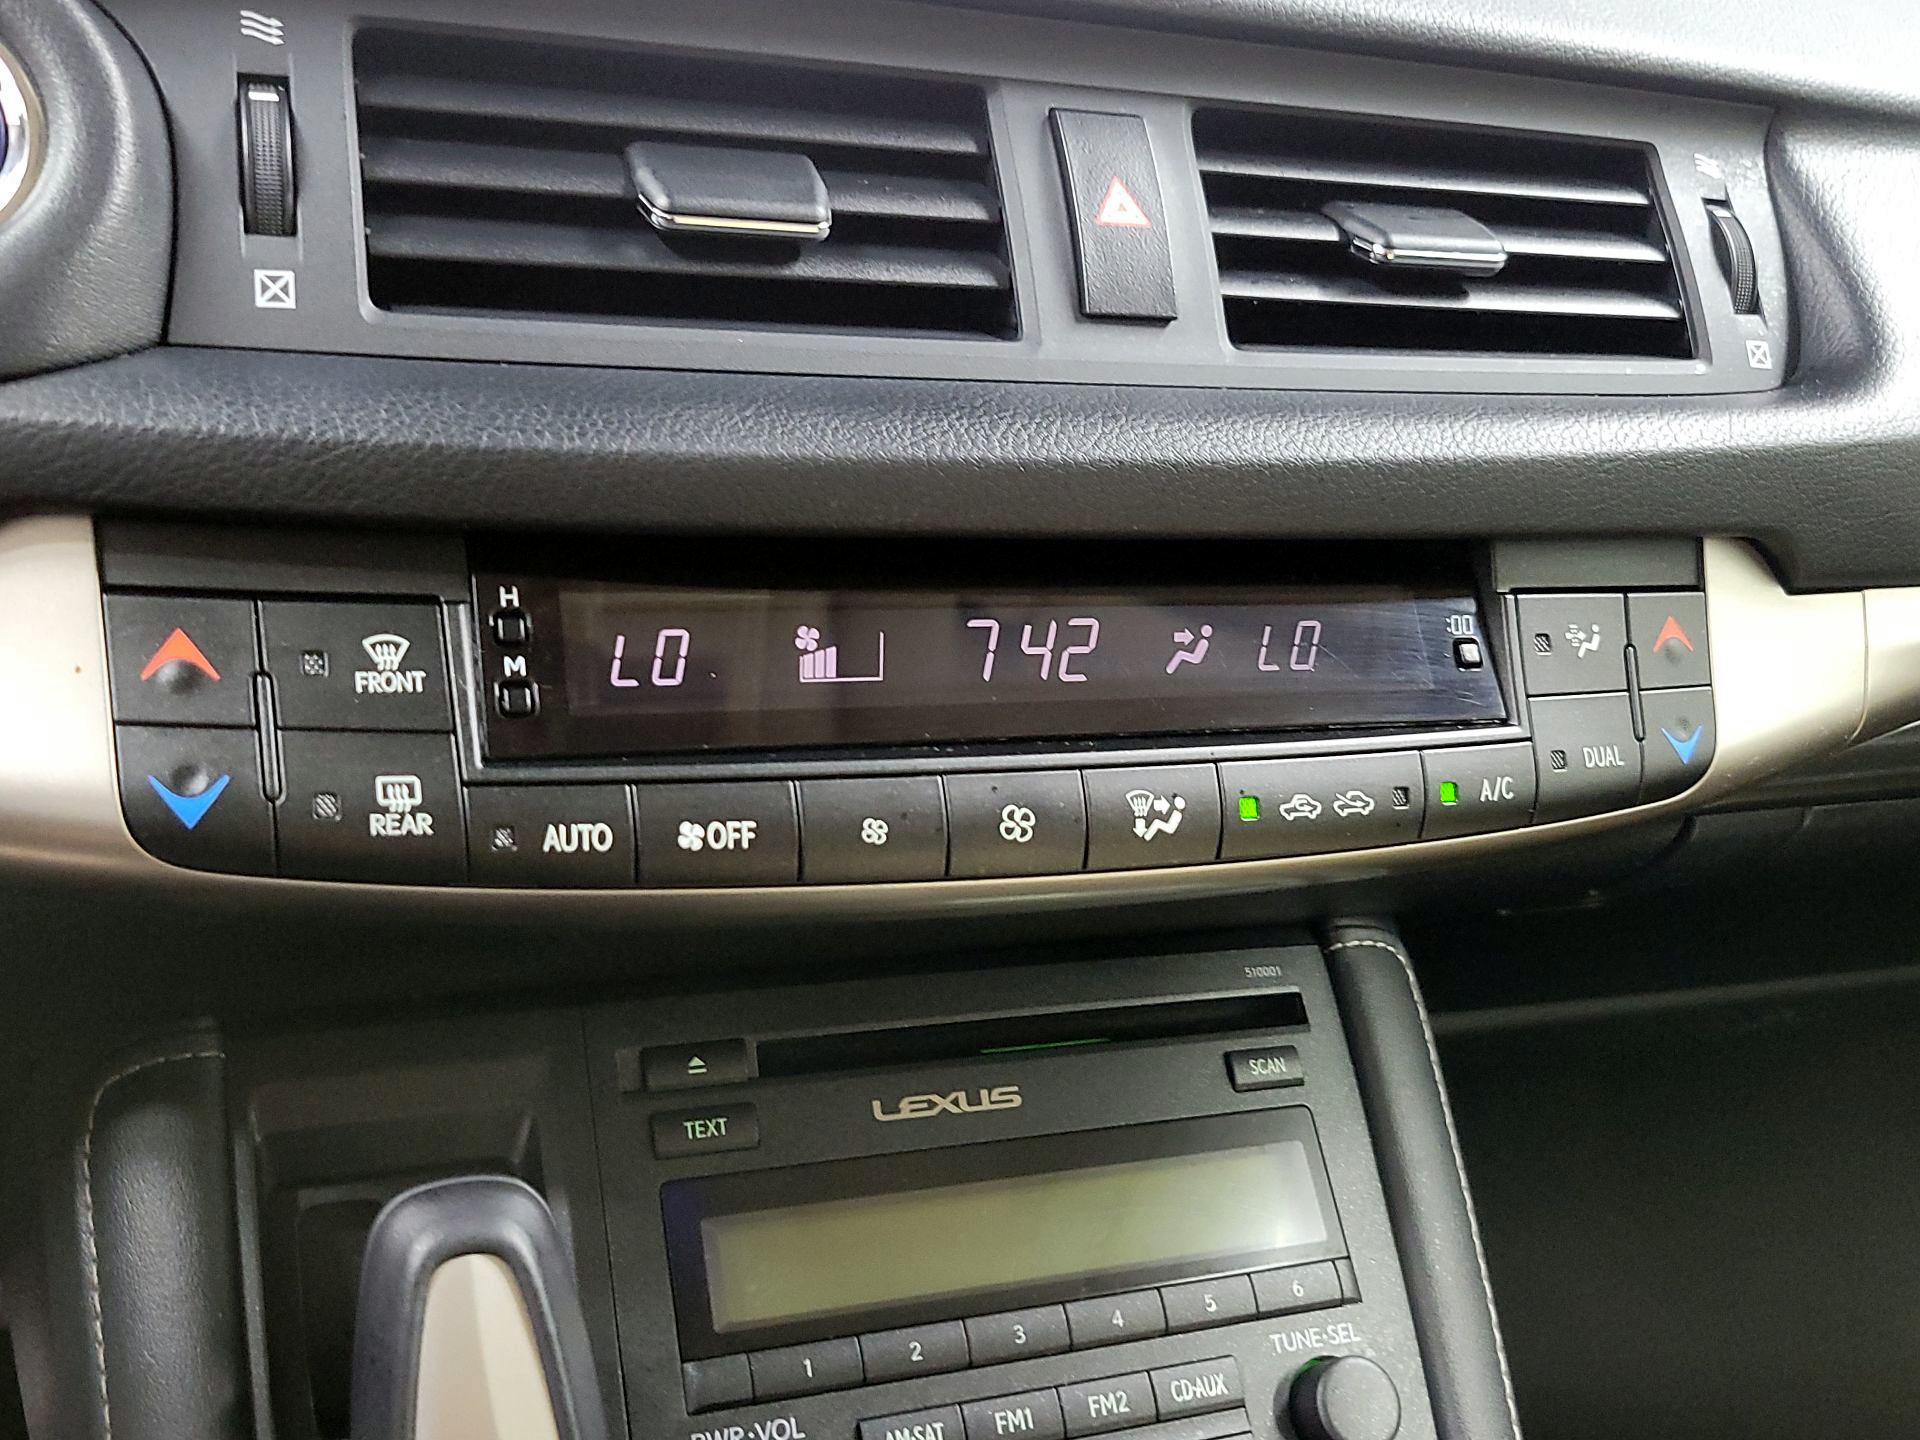 H
M
LO 742 LO
:00
FRONT
REAR
AUTO
OFF
A/C
DUAL
510001
SCAN
LEXUS
TEXT
1 2 3 4 5 6
TUNE•SEL
PWR•VOL
AM•SAT FM1 FM2 CD•AUX